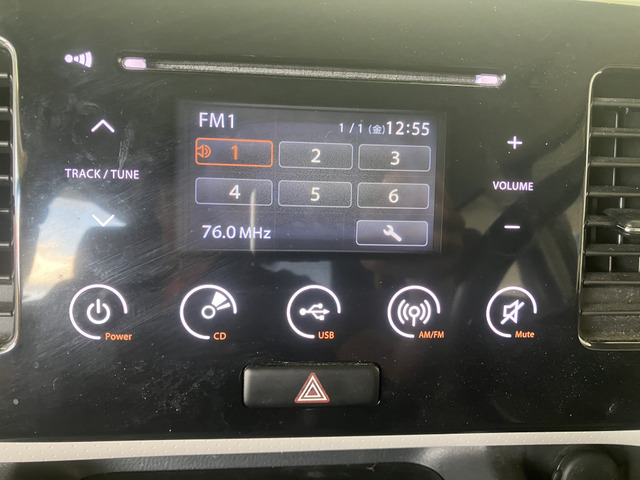 FM1
1 / 1 (金) 12:55
1 2 3
TRACK / TUNE
VOLUME
4 5 6
76.0 MHz
Power
CD
USB
AM/FM
Mute